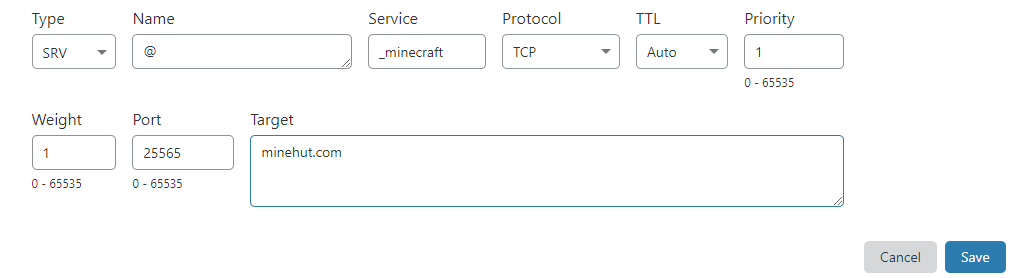 Type Name Service Protocol TTL Priority
SRV @ _minecraft TCP Auto 1
0 - 65535
Weight Port Target
1 25565 minehut.com
0 - 65535 0 - 65535
Cancel Save